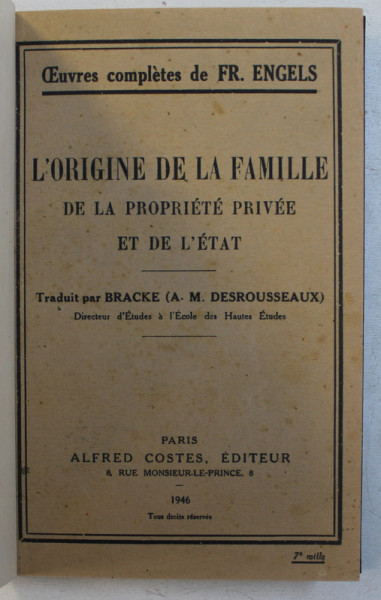 Œuvres complètes de FR. ENGELS
L'ORIGINE DE LA FAMILLE
DE LA PROPRIÉTÉ PRIVÉE
ET DE L'ÉTAT
Traduit par BRACKE (A. M. DESROUSSEAUX)
Directeur d'Études à l'École des Hautes Études
PARIS
ALFRED COSTES, ÉDITEUR
8, RUE MONSIEUR-LE-PRINCE, 8
1946
Tous droits réservés
7e mille